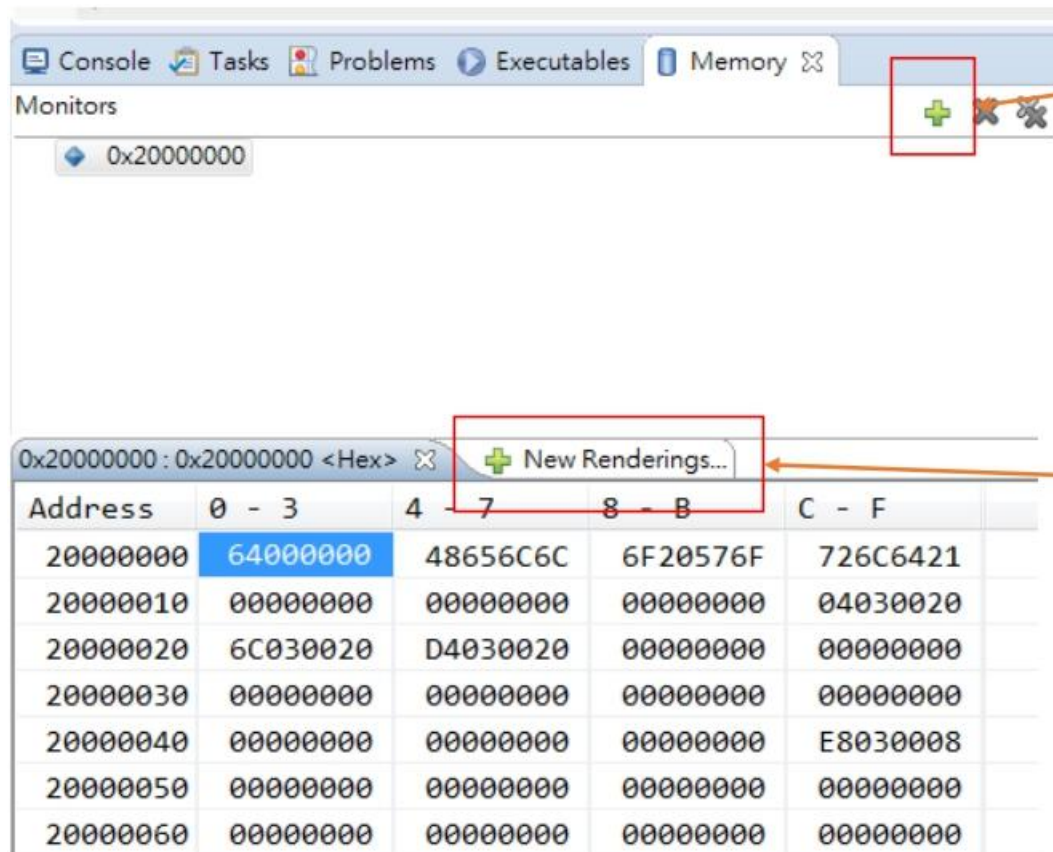 Console Tasks Problems Executables Memory
Monitors
0x20000000
0x20000000 : 0x20000000 <Hex> New Renderings...
Address 0 - 3 4 - 7 8 - B C - F
20000000 64000000 48656C6C 6F20576F 726C6421
20000010 00000000 00000000 00000000 04030020
20000020 6C030020 D4030020 00000000 00000000
20000030 00000000 00000000 00000000 00000000
20000040 00000000 00000000 00000000 E8030008
20000050 00000000 00000000 00000000 00000000
20000060 00000000 00000000 00000000 00000000